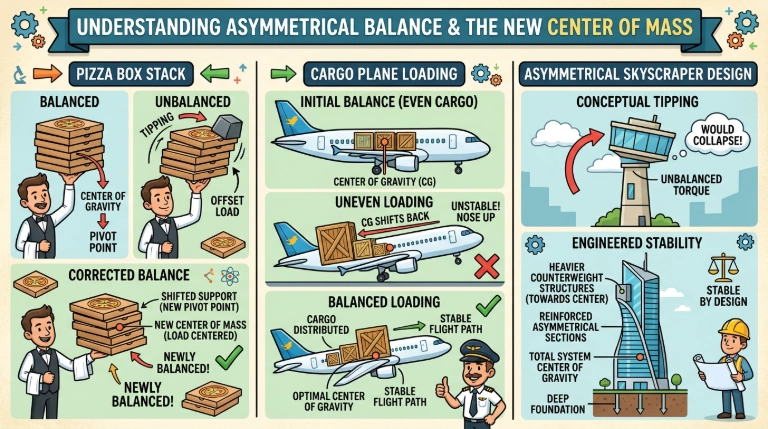 UNDERSTANDING ASYMMETRICAL BALANCE & THE NEW CENTER OF MASS
PIZZA BOX STACK
BALANCED
CENTER OF
GRAVITY
PIVOT
POINT
UNBALANCED
TIPPING
OFFSET
LOAD
CORRECTED BALANCE
SHIFTED SUPPORT
(NEW PIVOT POINT)
NEW CENTER OF MASS
(LOAD CENTERED)
NEWLY
BALANCED!
NEWLY
BALANCED!
CARGO PLANE LOADING
INITIAL BALANCE (EVEN CARGO)
CENTER OF GRAVITY (CG)
UNEVEN LOADING
CG SHIFTS BACK
UNSTABLE!
NOSE UP
BALANCED LOADING
CARGO
DISTRIBUTED
STABLE
FLIGHT PATH
OPTIMAL CENTER
OF GRAVITY
STABLE
FLIGHT PATH
ASYMMETRICAL SKYSCRAPER DESIGN
CONCEPTUAL TIPPING
WOULD
COLLAPSE!
UNBALANCED
TORQUE
ENGINEERED STABILITY
HEAVIER
COUNTERWEIGHT
STRUCTURES
(TOWARDS CENTER)
REINFORCED
ASYMMETRICAL
SECTIONS
TOTAL SYSTEM
CENTER OF
GRAVITY
DEEP
FOUNDATION
STABLE
BY DESIGN